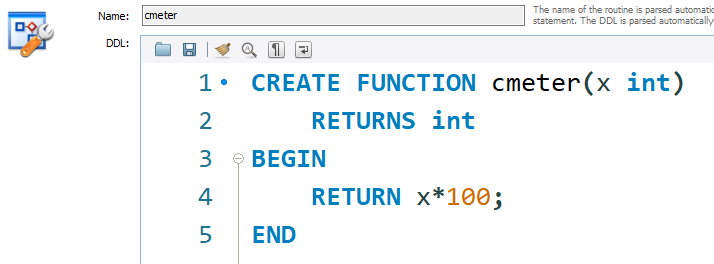 Name: cmeter
The name of the routine is parsed automatic
statement. The DDL is parsed automatically
DDL:
1 CREATE FUNCTION cmeter(x int)
2 RETURNS int
3 BEGIN
4 RETURN x*100;
5 END